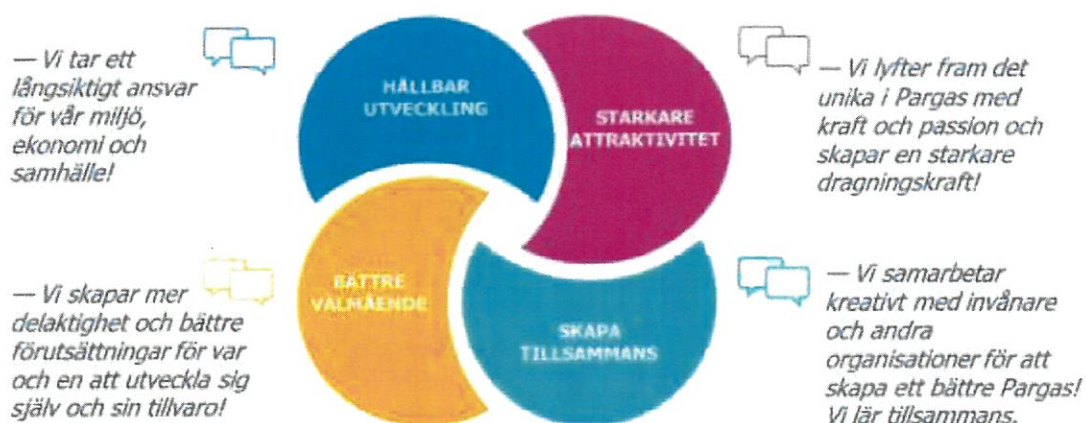 — Vi tar ett
långsiktigt ansvar
för vår miljö,
ekonomi och
samhälle!
HÅLLBAR
UTVECKLING
STARKARE
ATTRAKTIVITET
— Vi lyfter fram det
unika i Pargas med
kraft och passion och
skapar en starkare
dragningskraft!
— Vi skapar mer
delaktighet och bättre
förutsättningar för var
och en att utveckla sig
själv och sin tillvaro!
BÄTTRE
VÄLMÅENDE
SKAPA
TILLSAMMANS
— Vi samarbetar
kreativt med invånare
och andra
organisationer för att
skapa ett bättre Pargas!
Vi lär tillsammans.